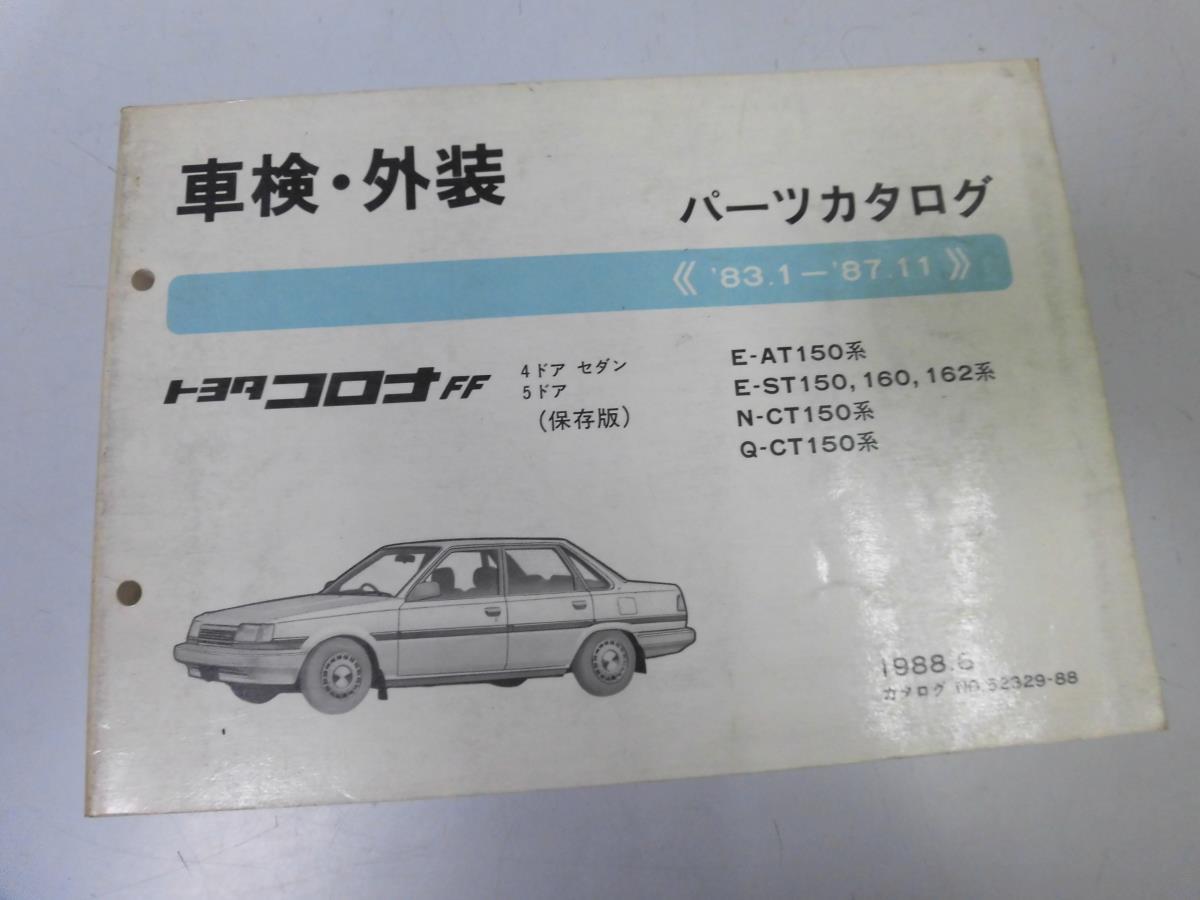 車検・外装
パーツカタログ
《 '83.1－'87.11 》
トヨタ コロナ FF
4ドア セダン
5ドア
(保存版)
E-AT150系
E-ST150, 160, 162系
N-CT150系
Q-CT150系
1988.6
カタログ NO.52329-88